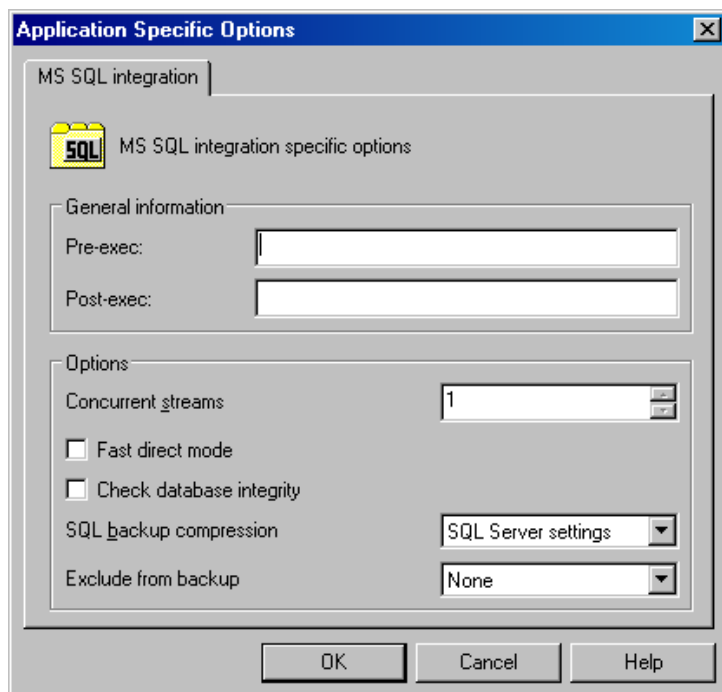 Application Specific Options
MS SQL integration
SQL MS SQL integration specific options
General information
Pre-exec:
Post-exec:
Options
Concurrent streams 1
Fast direct mode
Check database integrity
SQL backup compression SQL Server settings
Exclude from backup None
OK Cancel Help